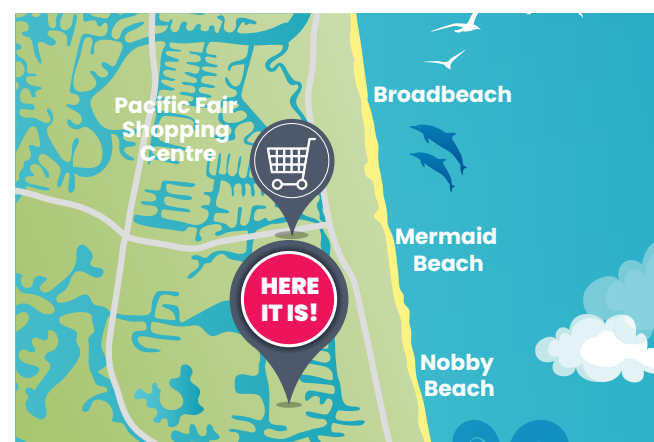 Broadbeach
Pacific Fair
Shopping
Centre
Mermaid
Beach
HERE
IT IS!
Nobby
Beach